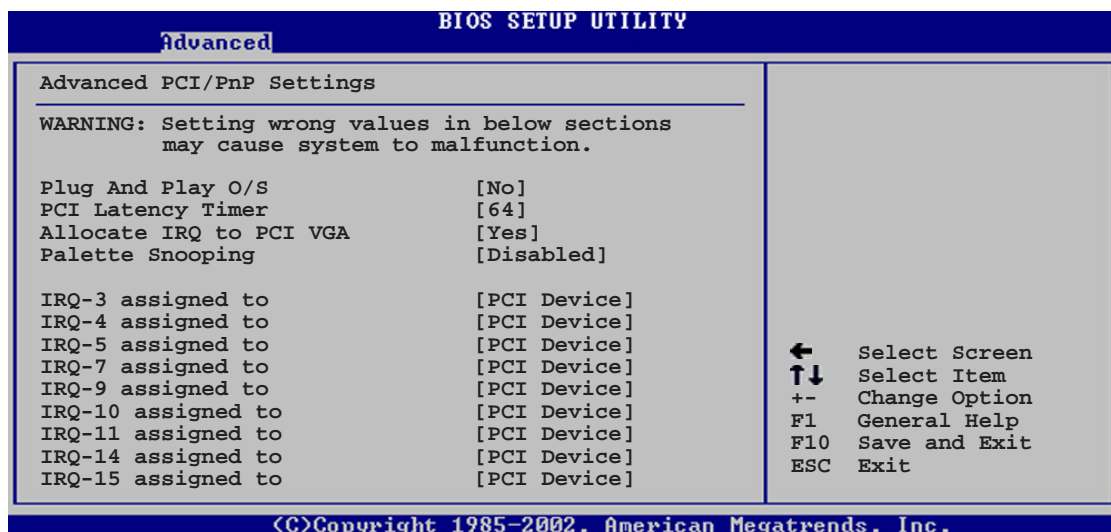 BIOS SETUP UTILITY
Advanced
Advanced PCI/PnP Settings
WARNING: Setting wrong values in below sections
may cause system to malfunction.
Plug And Play O/S [No]
PCI Latency Timer [64]
Allocate IRQ to PCI VGA [Yes]
Palette Snooping [Disabled]
IRQ-3 assigned to [PCI Device]
IRQ-4 assigned to [PCI Device]
IRQ-5 assigned to [PCI Device]
IRQ-7 assigned to [PCI Device]
IRQ-9 assigned to [PCI Device]
IRQ-10 assigned to [PCI Device]
IRQ-11 assigned to [PCI Device]
IRQ-14 assigned to [PCI Device]
IRQ-15 assigned to [PCI Device]
← Select Screen
↑↓ Select Item
+- Change Option
F1 General Help
F10 Save and Exit
ESC Exit
(C)Copyright 1985-2002, American Megatrends, Inc.